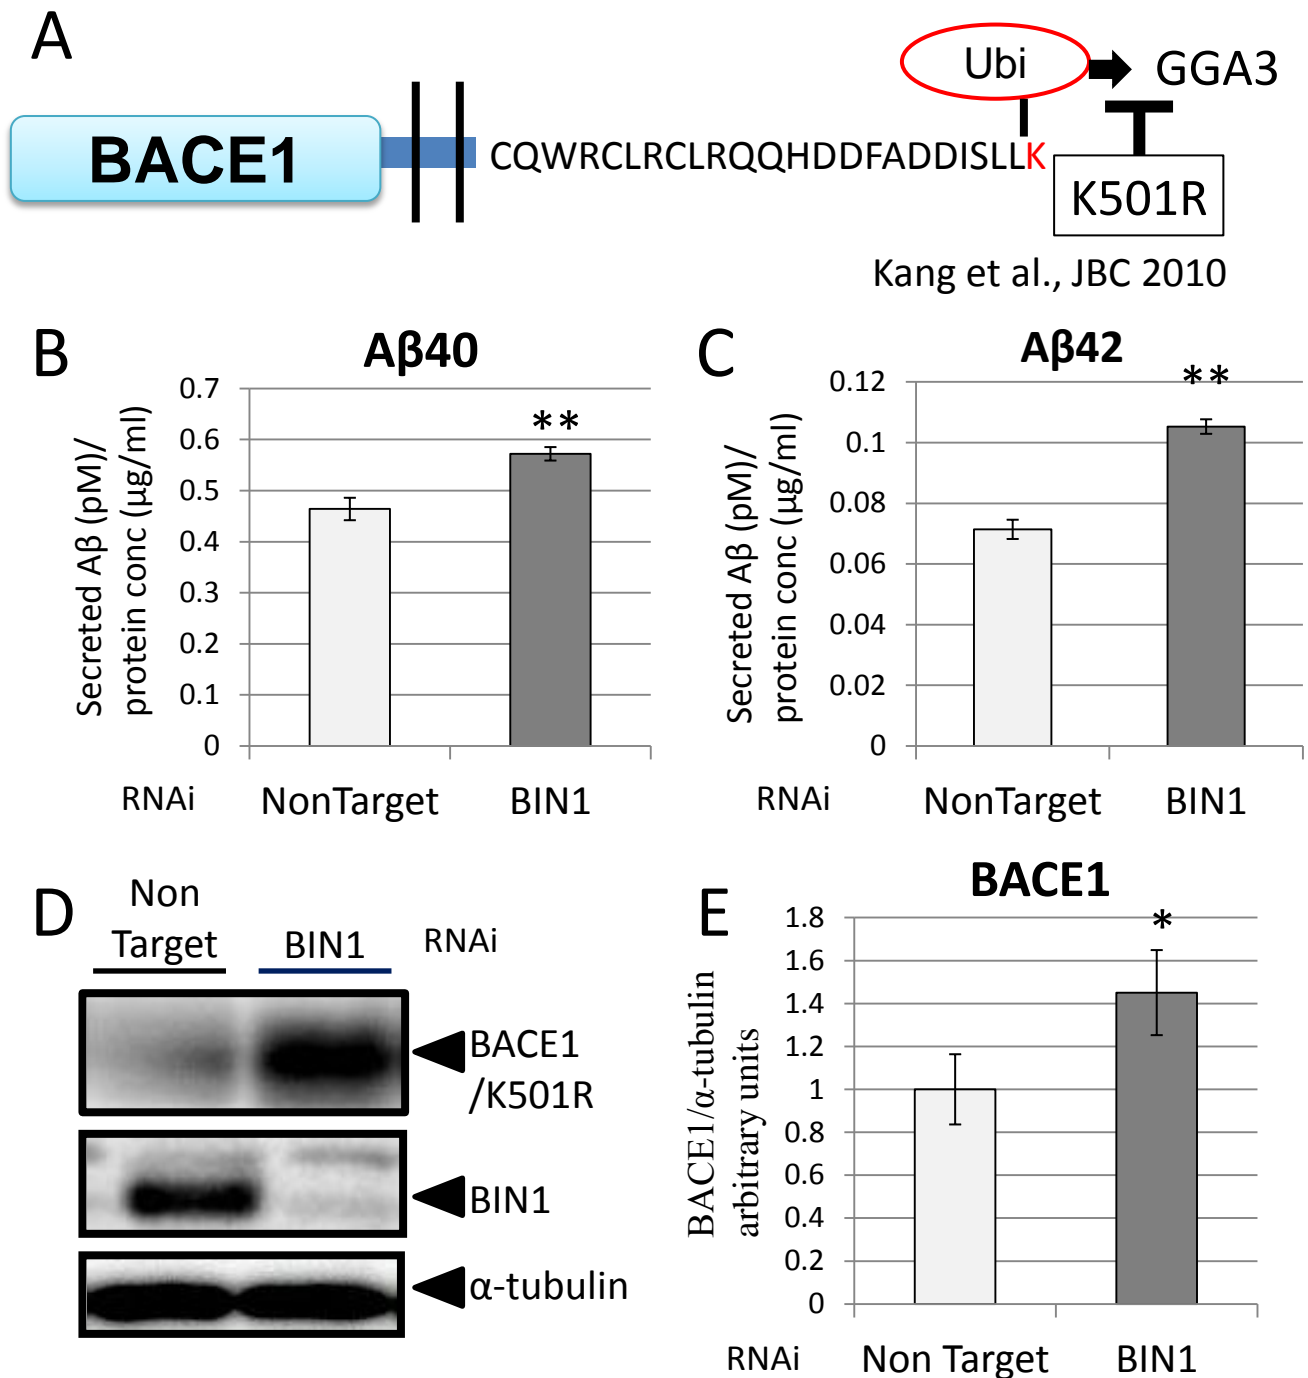 A
Ubi
GGA3
BACE1
CQWRCLRCLRQQHDDFADDISLLK
K501R
Kang et al., JBC 2010
B
Aβ40
Secreted Aβ (pM)/
protein conc (μg/ml)
0.7
0.6
0.5
0.4
0.3
0.2
0.1
0
**
RNAi
NonTarget
BIN1
C
Aβ42
Secreted Aβ (pM)/
protein conc (μg/ml)
0.12
0.1
0.08
0.06
0.04
0.02
0
**
RNAi
NonTarget
BIN1
D
Non
Target
BIN1
RNAi
BACE1
/K501R
BIN1
α-tubulin
E
BACE1
BACE1/α-tubulin
arbitrary units
1.8
1.6
1.4
1.2
1
0.8
0.6
0.4
0.2
0
*
RNAi
Non Target
BIN1